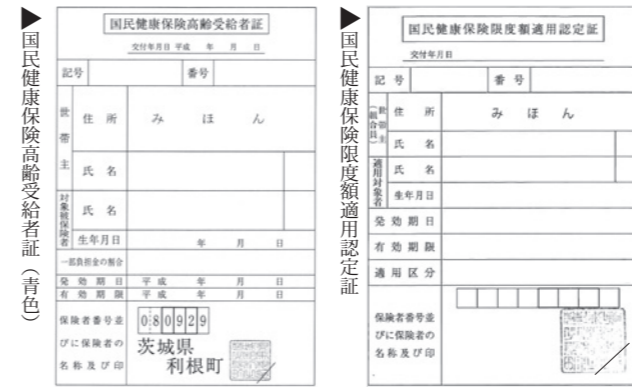 ▶国民健康保険高齢受給者証（青色）
国民健康保険高齢受給者証
交付年月日 平成 年 月 日
記号 番号
世帯主 住所 みほん
氏名
対象被保険者 氏名
生年月日 年 月 日
一部負担金の割合
発効期日 平成 年 月 日
有効期限 平成 年 月 日
保険者番号並びに保険者の名称及び印
080929
茨城県
利根町
▶国民健康保険限度額適用認定証
国民健康保険限度額適用認定証
交付年月日
記号 番号
世帯主（組合員） 住所 みほん
氏名
適用対象者 氏名
生年月日
発効期日
有効期限
適用区分
保険者番号並びに保険者の名称及び印